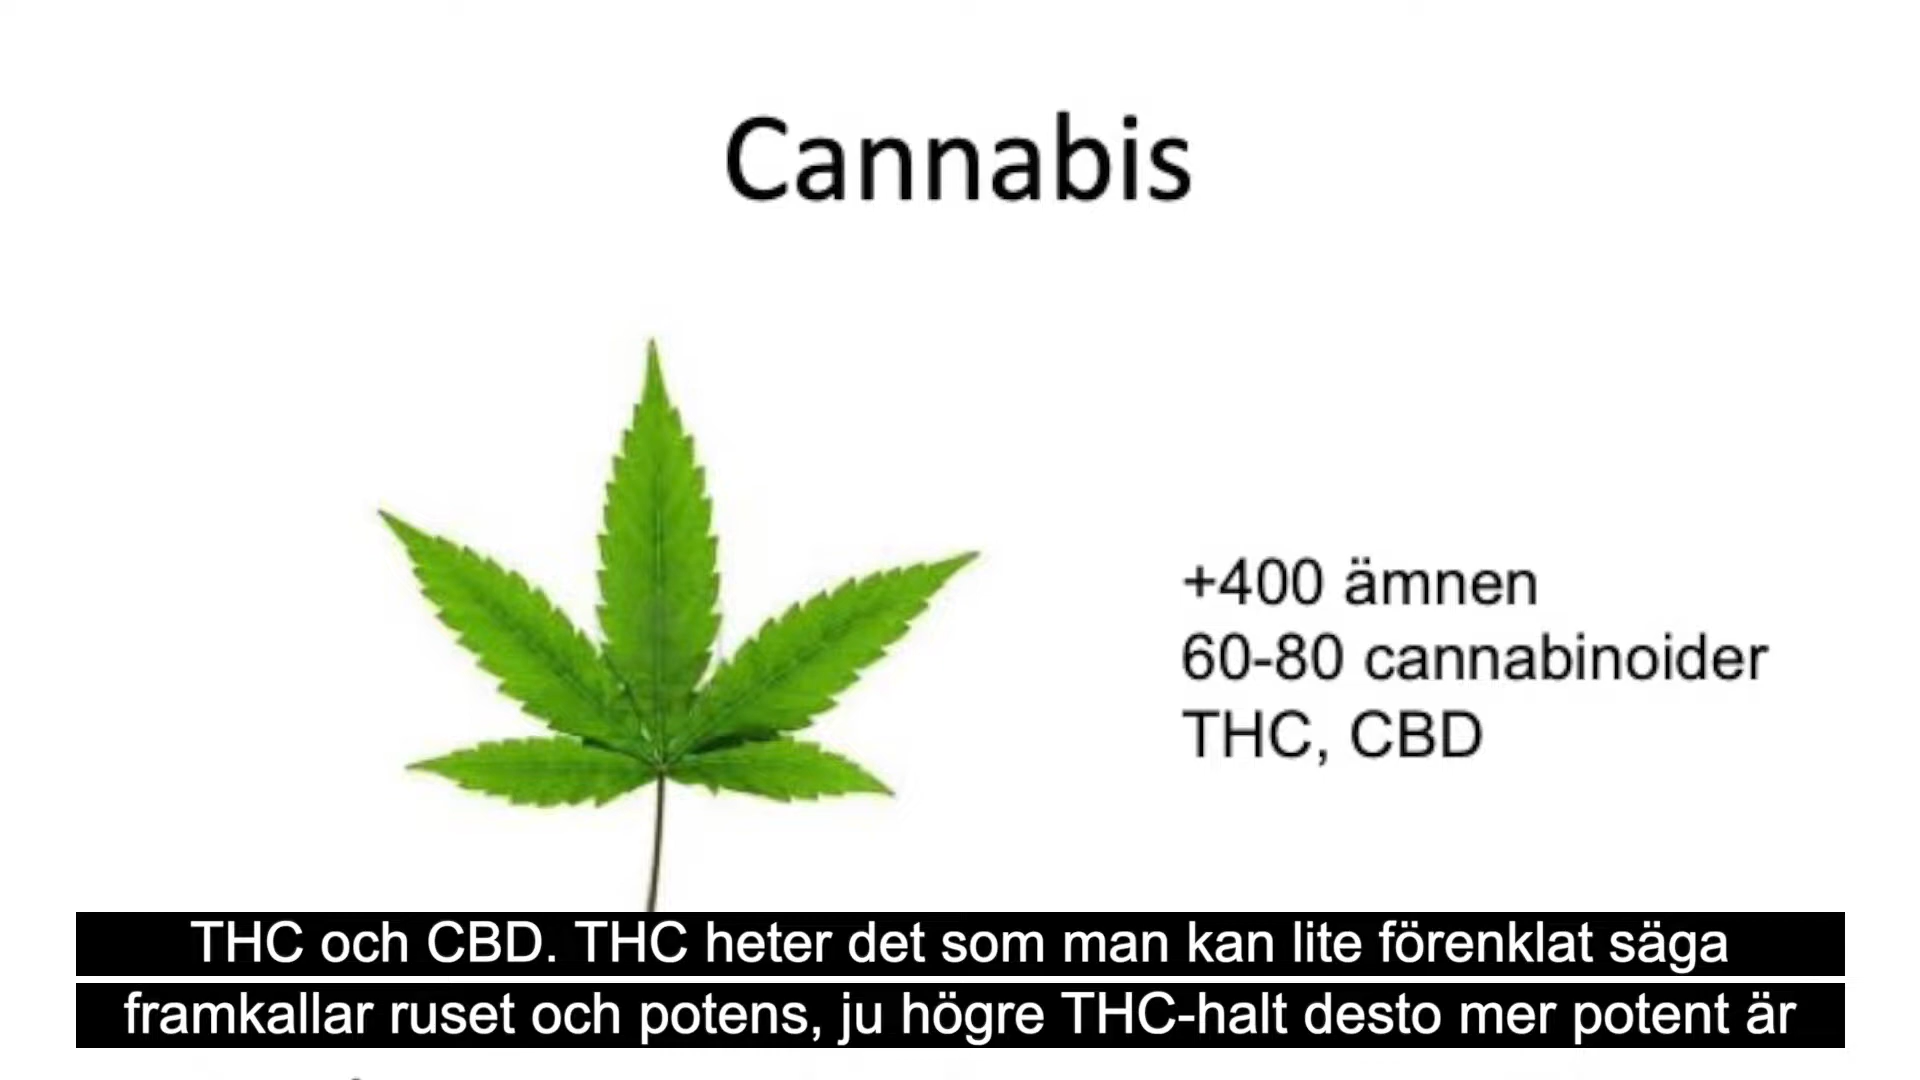 Cannabis
+400 ämnen
60-80 cannabinoider
THC, CBD
THC och CBD. THC heter det som man kan lite förenklat säga
framkallar ruset och potens, ju högre THC-halt desto mer potent är